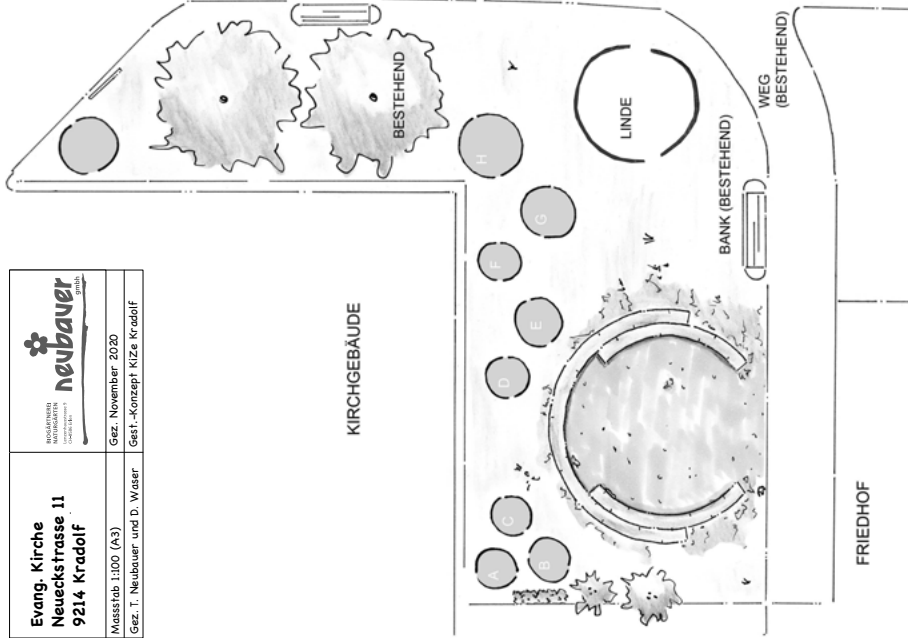 Evang. Kirche
Neueckstrasse 11
9214 Kradolf
BIOGÄRTNEREI
NATURGÄRTEN
neubauer
gmbh
Massstab 1:100 (A3)
Gez. November 2020
Gez. T. Neubauer und D. Waser
Gest.-Konzept KiZe Kradolf
BESTEHEND
KIRCHGEBÄUDE
LINDE
WEG
(BESTEHEND)
BANK (BESTEHEND)
FRIEDHOF
A
B
C
D
E
F
G
H